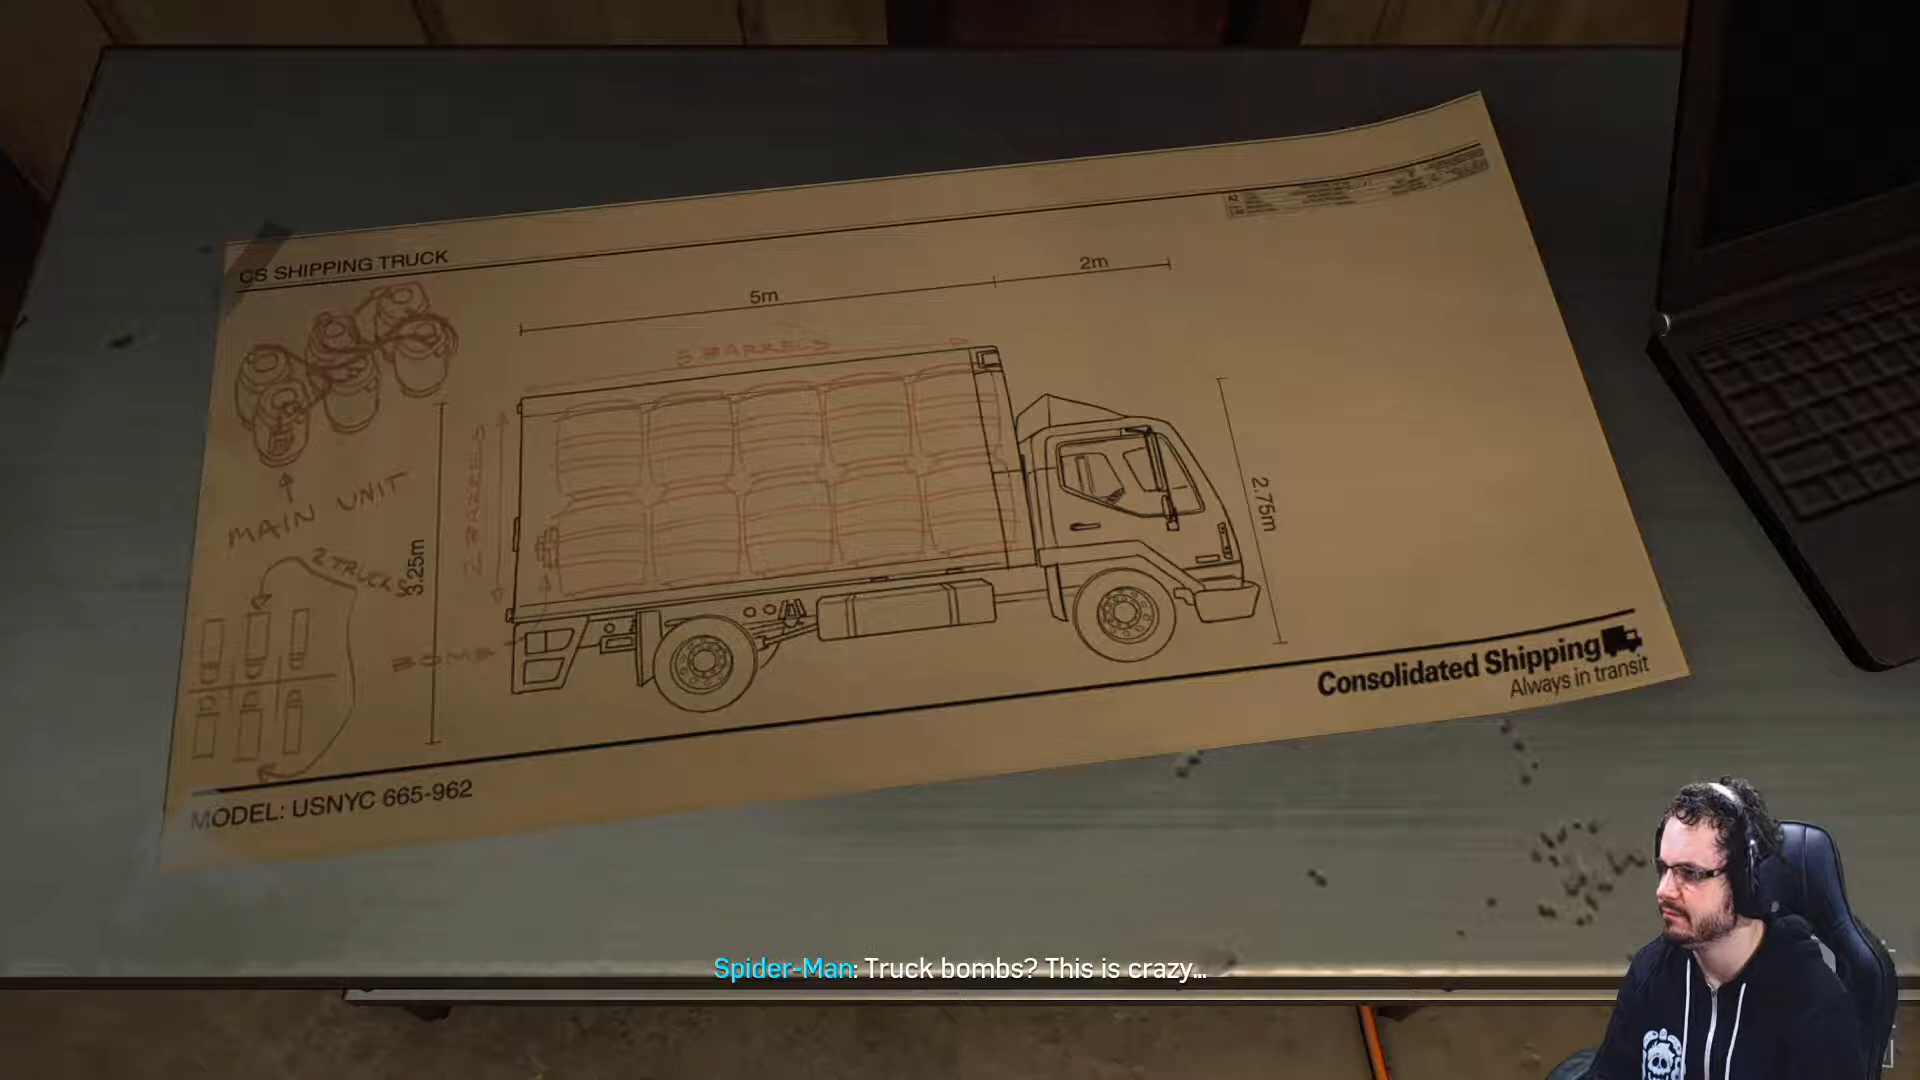 CS SHIPPING TRUCK
5m
2m
5 BARRELS
2 BARRELS
MAIN UNIT
2 TRUCKS
3.25m
2.75m
BOMB
Consolidated Shipping
Always in transit
MODEL: USNYC 665-962
Spider-Man: Truck bombs? This is crazy...